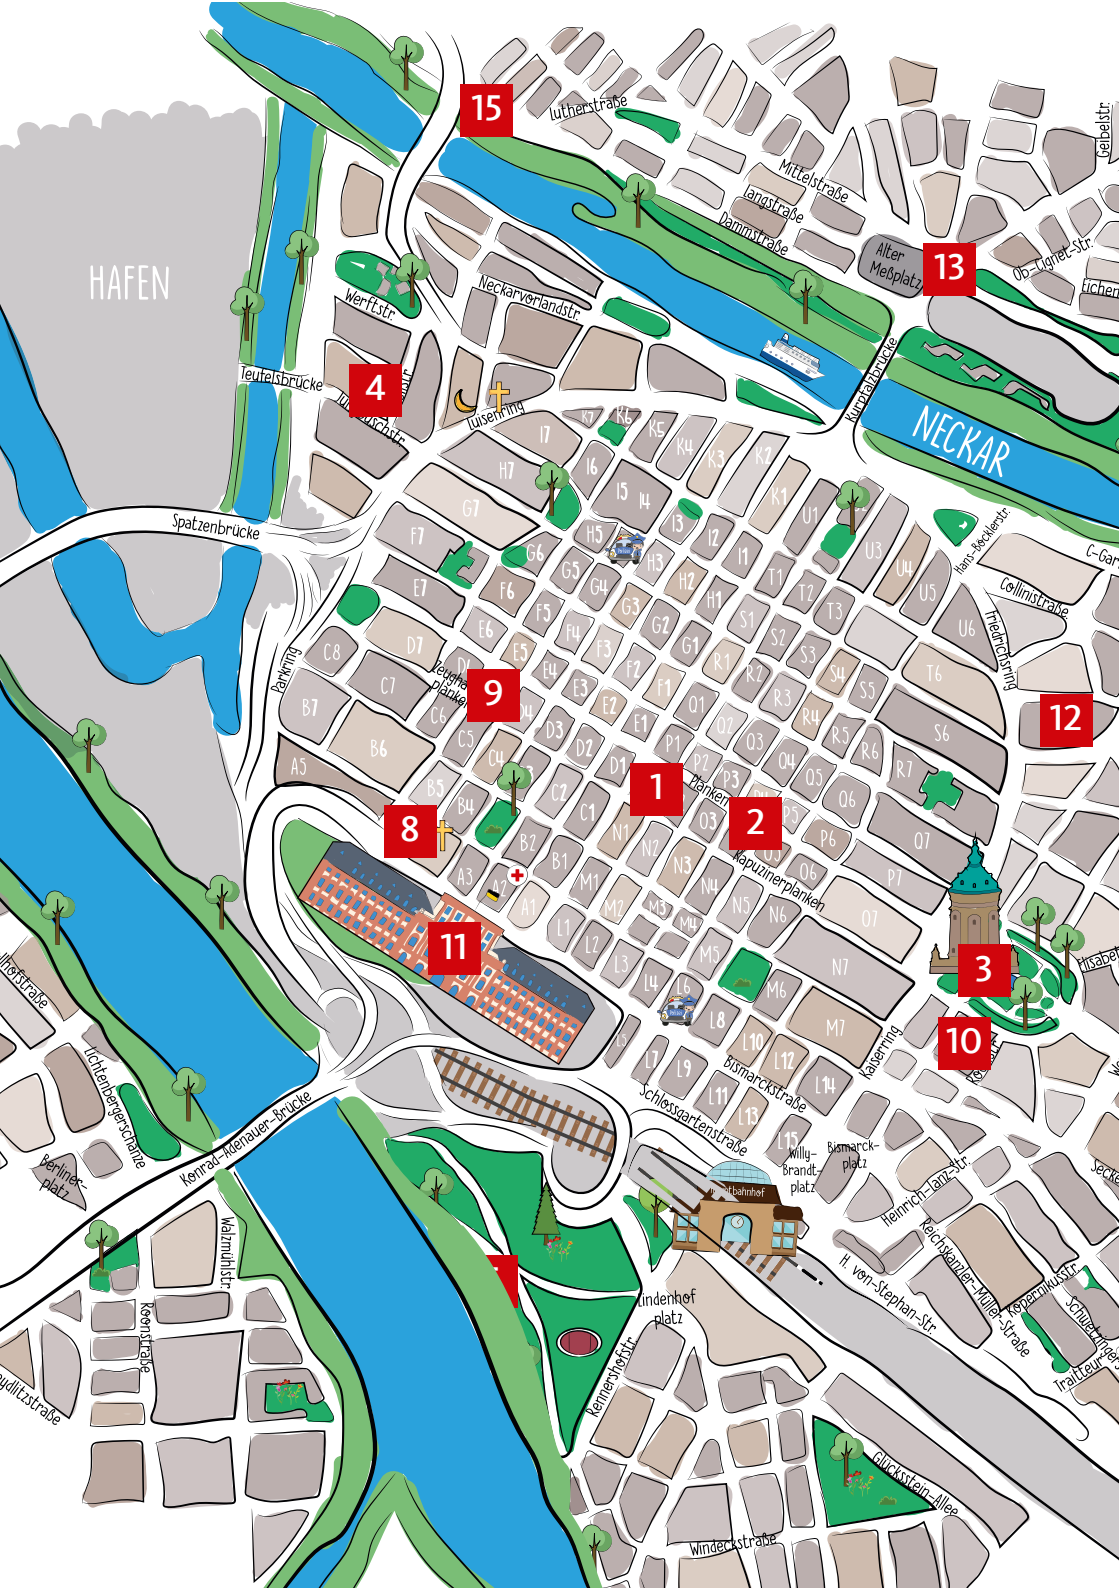 15
Lutherstraße
Geibelstr.
Mittelstraße
Langstraße
Dammstraße
Alter
Meßplatz
13
HAFEN
Neckarvorlandstr.
Werftstr.
Teufelsbrücke
4
Luisenring
Kurpfalzbrücke
NECKAR
K7
K6
K5
K4
K3
K2
K1
I7
I6
I5
I4
I3
I2
I1
H7
H5
H3
H2
H1
G7
G6
G5
G4
G3
G2
G1
U1
U3
U4
U5
U6
Spatzenbrücke
Hans-Böcklerstr.
Collinistraße
Friedrichsring
F7
F6
F5
F4
F3
F2
F1
E7
E6
E5
E4
E3
E2
E1
T1
T2
T3
T6
S1
S2
S3
S4
S5
S6
R1
R2
R3
R4
R5
R6
R7
Parkring
D7
D3
D2
D1
9
12
C8
C7
C6
C5
C4
C2
C1
B7
B6
B5
B4
B2
B1
A5
A3
A2
A1
Q1
Q2
Q3
Q4
Q5
Q6
Q7
P1
P2
P3
P5
P6
P7
Planken
1
2
8
O3
O6
O7
Kapuzinerplanken
N1
N2
N3
N4
N5
N6
N7
M1
M2
M3
M4
M5
M6
M7
11
3
10
L1
L2
L3
L4
L5
L6
L7
L8
L9
L10
L11
L12
L13
L14
L15
Kaiserring
Bismarckstraße
Schlossgartenstraße
Lichtenbergerschanze
Konrad-Adenauer-Brücke
Berliner-
platz
Willy-
Brandt-
platz
Bismarck-
platz
Heinrich-Lanz-Str.
Reichskanzler-Müller-Straße
Kopernikusstr.
H. von-Stephan-Str.
Walzmühlstr.
Roonstraße
Lindenhof
platz
Rennershofstr.
Glücksstein-Allee
Windeckstraße